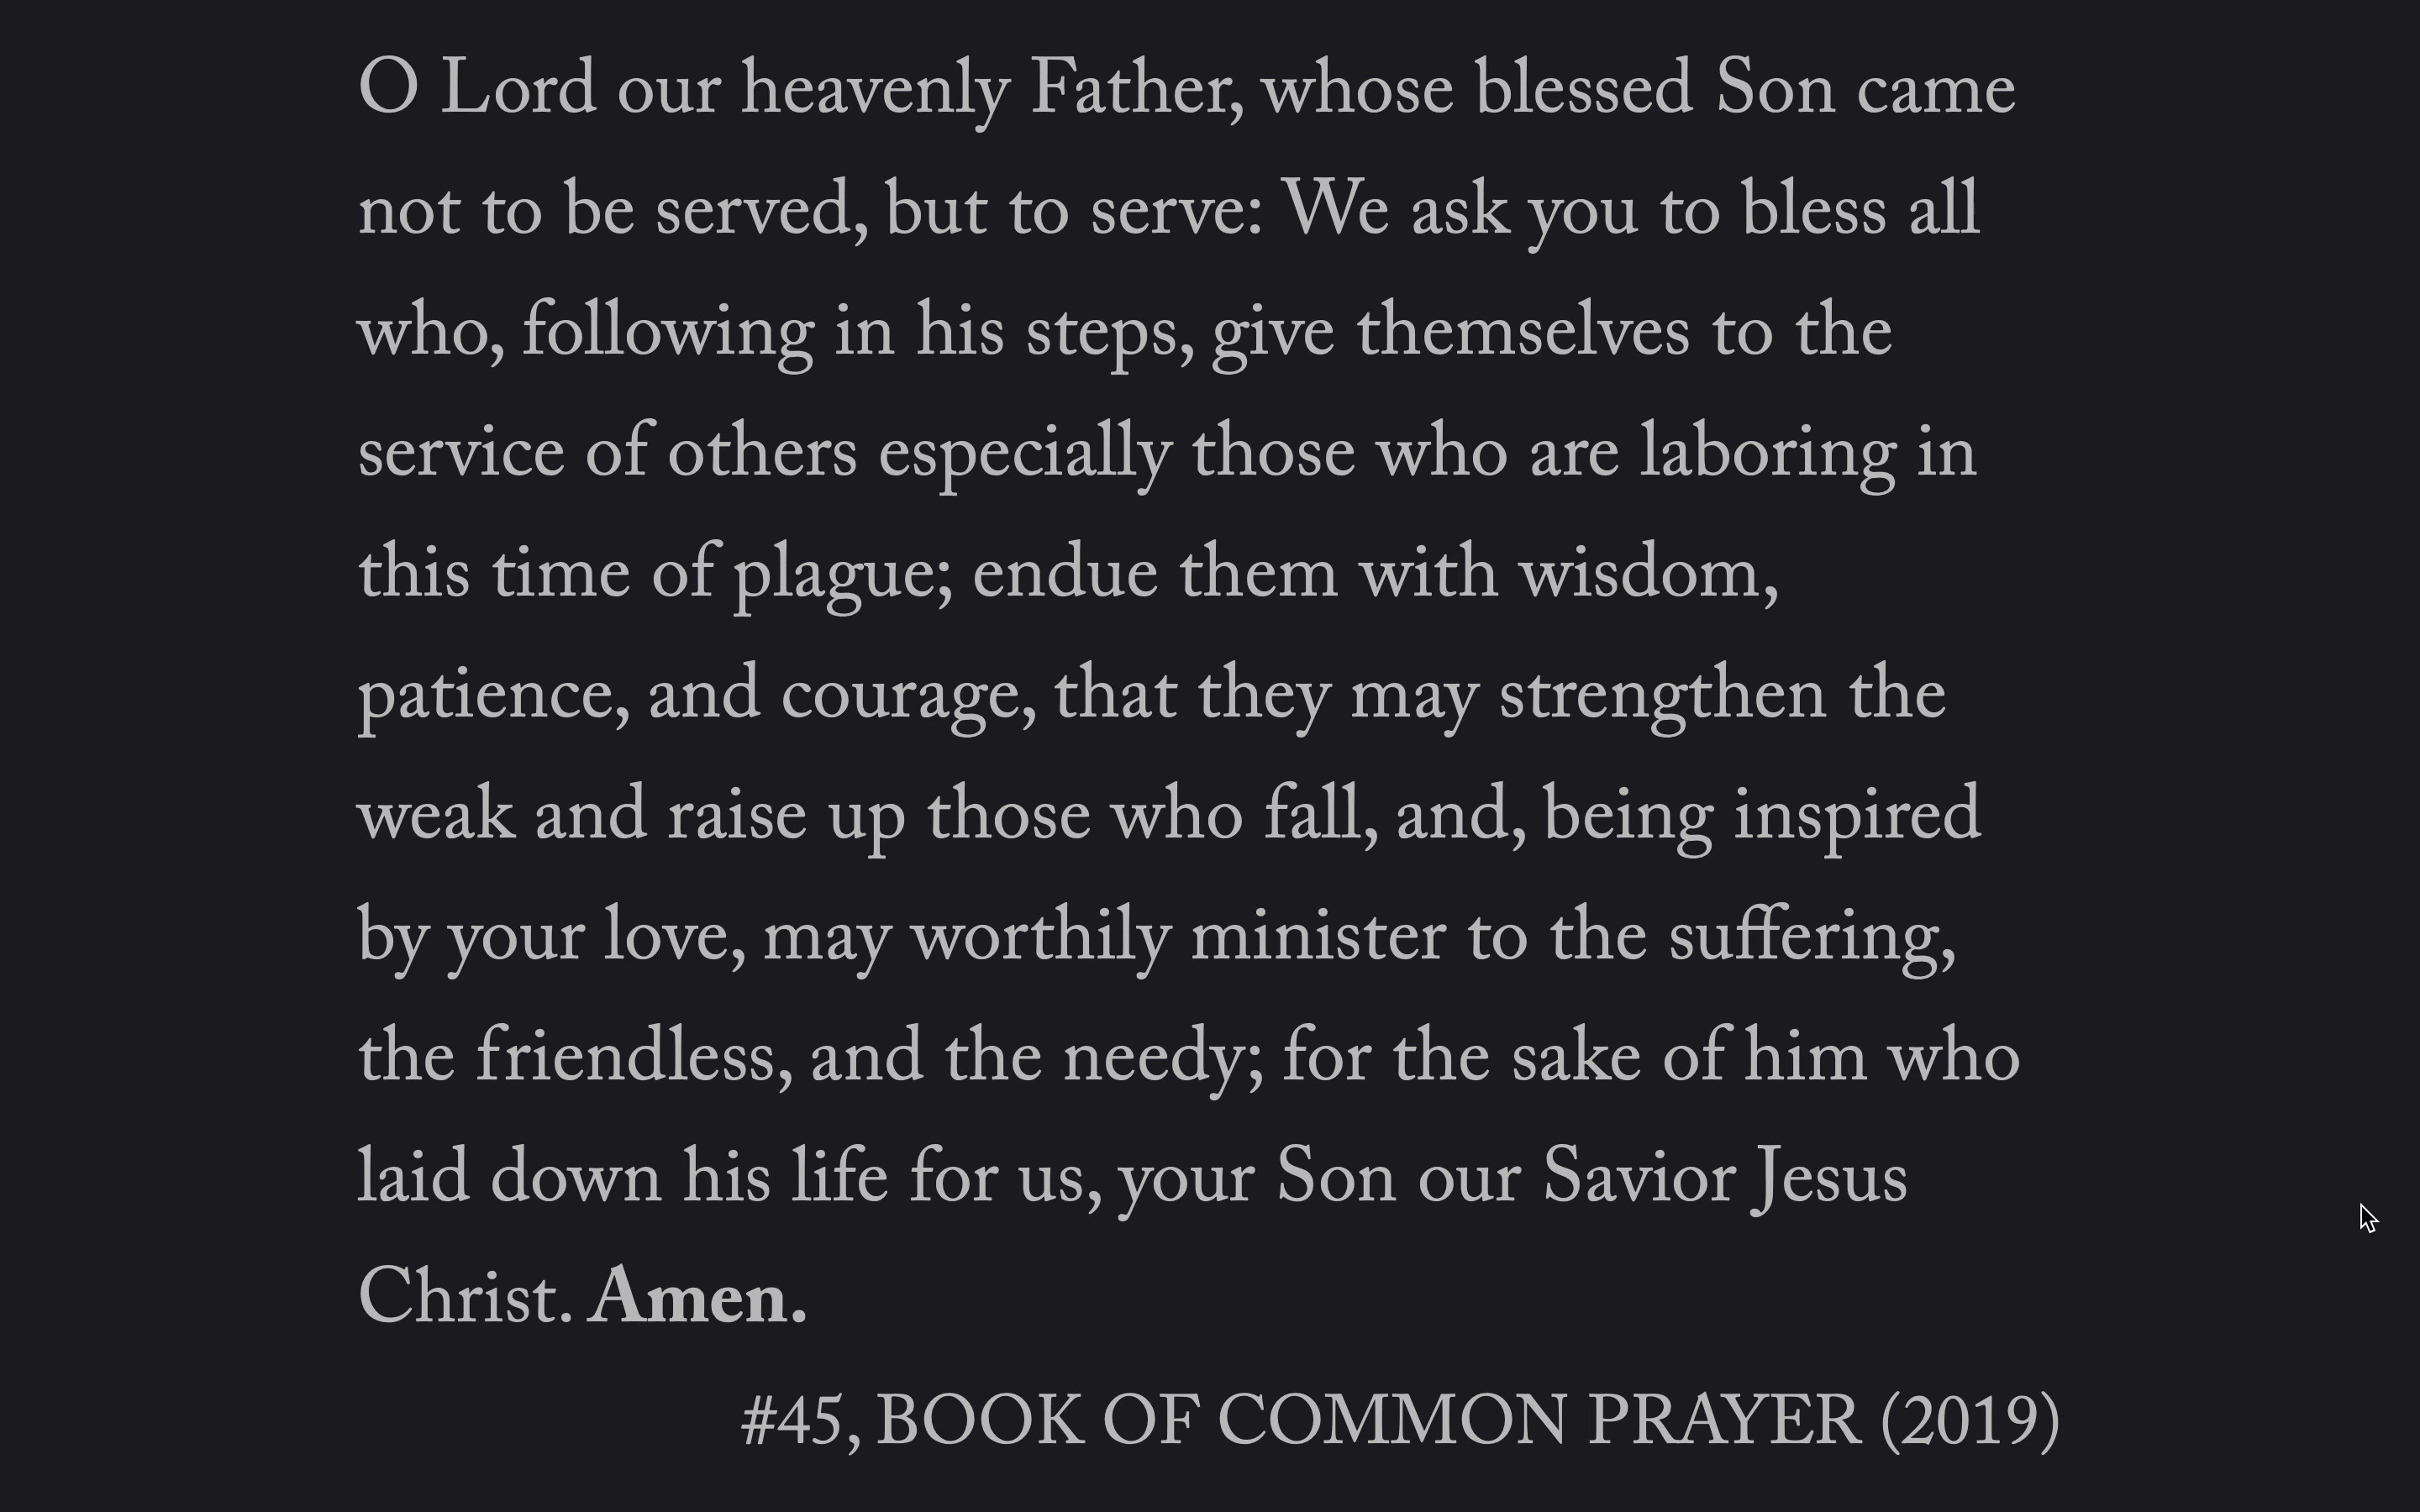 O Lord our heavenly Father, whose blessed Son came
not to be served, but to serve: We ask you to bless all
who, following in his steps, give themselves to the
service of others especially those who are laboring in
this time of plague; endue them with wisdom,
patience, and courage, that they may strengthen the
weak and raise up those who fall, and, being inspired
by your love, may worthily minister to the suffering,
the friendless, and the needy; for the sake of him who
laid down his life for us, your Son our Savior Jesus
Christ. Amen.
#45, BOOK OF COMMON PRAYER (2019)